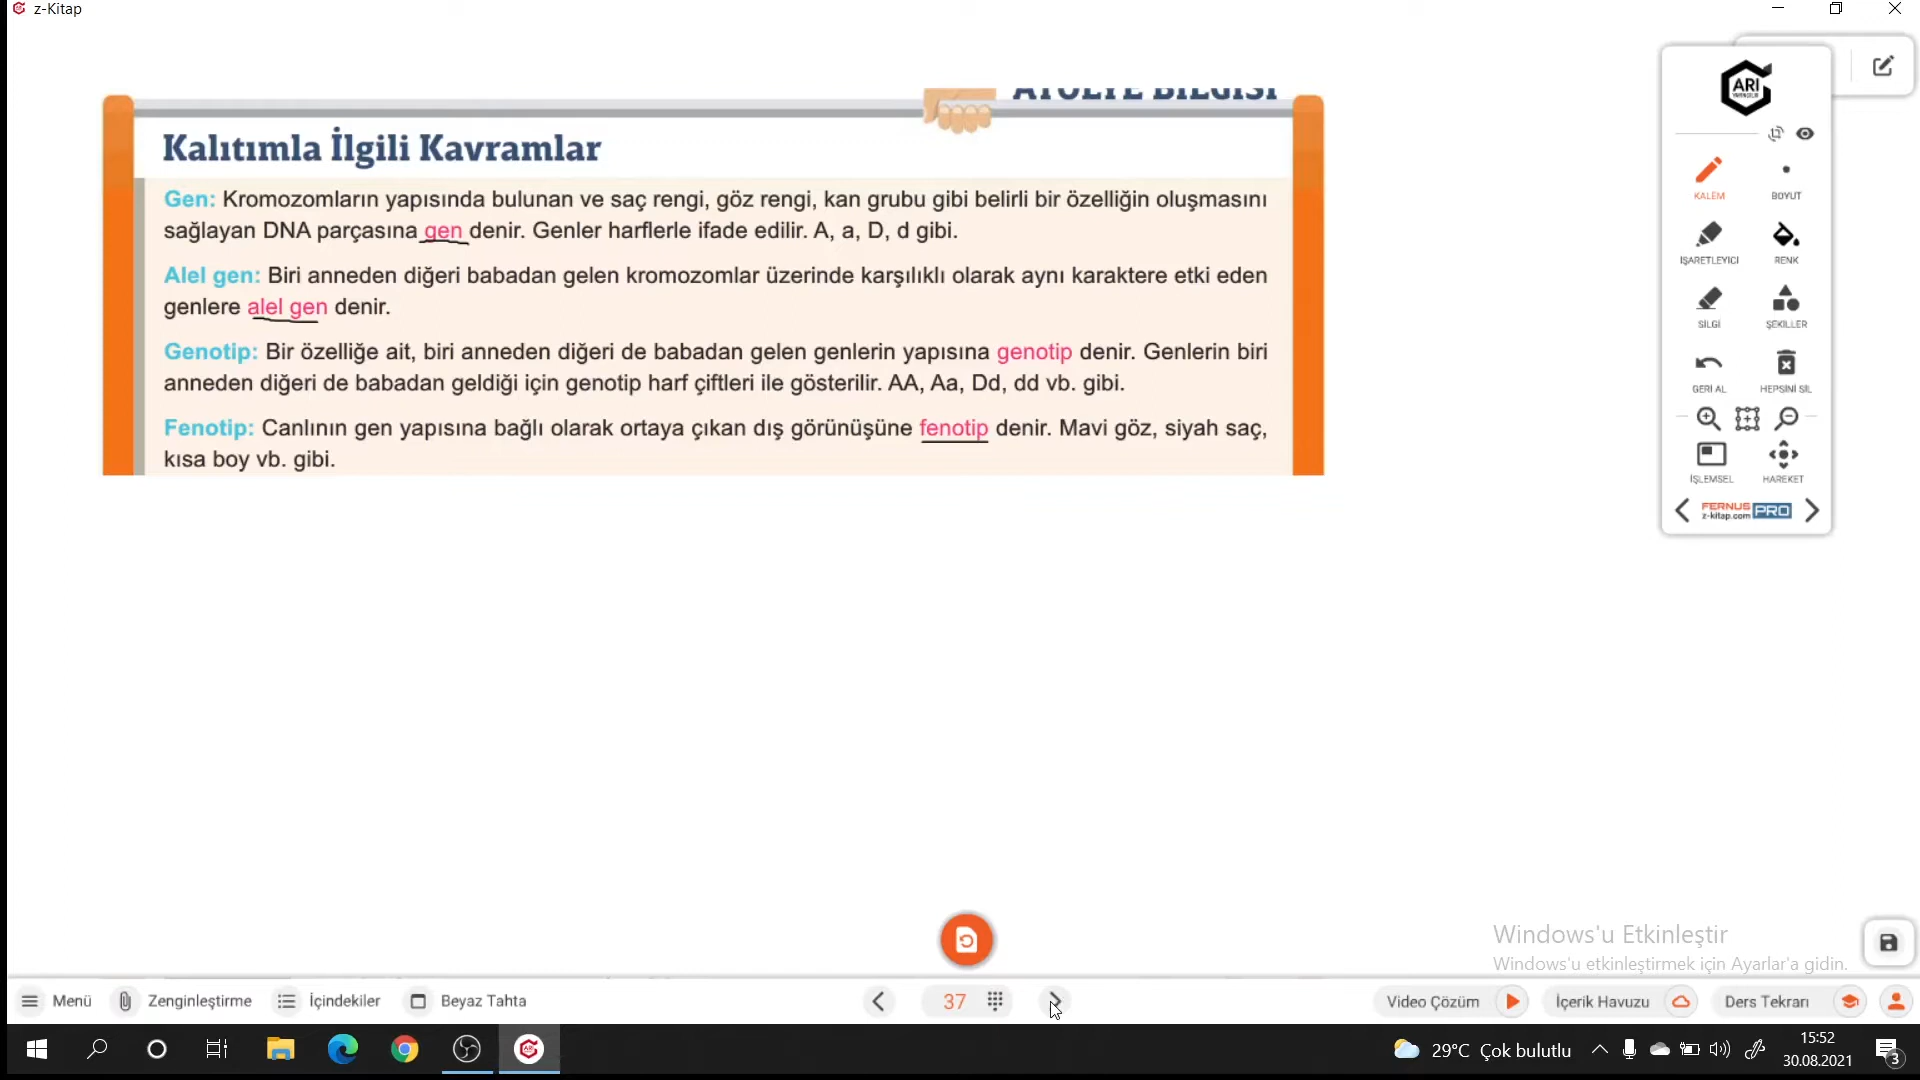 z-Kitap
ATÖLYE BİLGİSİ
Kalıtımla İlgili Kavramlar
Gen: Kromozomların yapısında bulunan ve saç rengi, göz rengi, kan grubu gibi belirli bir özelliğin oluşmasını
sağlayan DNA parçasına gen denir. Genler harflerle ifade edilir. A, a, D, d gibi.
Alel gen: Biri anneden diğeri babadan gelen kromozomlar üzerinde karşılıklı olarak aynı karaktere etki eden
genlere alel gen denir.
Genotip: Bir özelliğe ait, biri anneden diğeri de babadan gelen genlerin yapısına genotip denir. Genlerin biri
anneden diğeri de babadan geldiği için genotip harf çiftleri ile gösterilir. AA, Aa, Dd, dd vb. gibi.
Fenotip: Canlının gen yapısına bağlı olarak ortaya çıkan dış görünüşüne fenotip denir. Mavi göz, siyah saç,
kısa boy vb. gibi.
ARI
YAYINCILIK
KALEM
BOYUT
İŞARETLEYİCİ
RENK
SİLGİ
ŞEKİLLER
GERİ AL
HEPSİNİ SİL
İŞLEMSEL
HAREKET
FERNUS
z-kitap.com PRO
Windows'u Etkinleştir
Windows'u etkinleştirmek için Ayarlar'a gidin.
Menü
Zenginleştirme
İçindekiler
Beyaz Tahta
37
Video Çözüm
İçerik Havuzu
Ders Tekrarı
29°C Çok bulutlu
15:52
30.08.2021
3